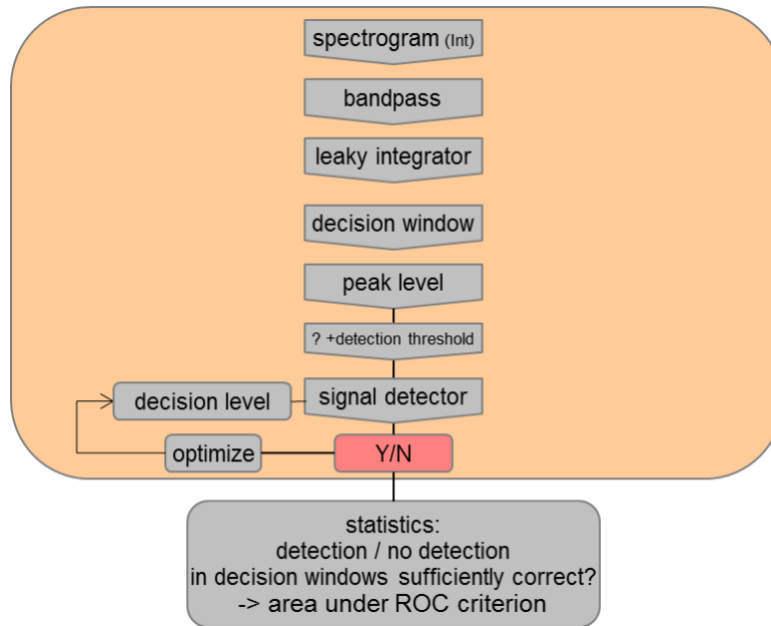 spectrogram (Int)
bandpass
leaky integrator
decision window
peak level
? +detection threshold
signal detector
decision level
optimize
Y/N
statistics:
detection / no detection
in decision windows sufficiently correct?
-> area under ROC criterion